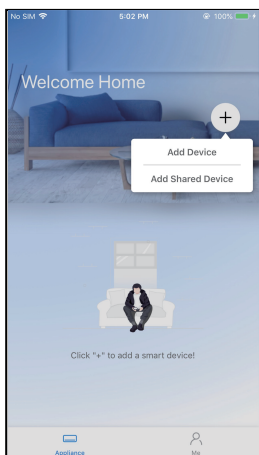 No SIM 5:02 PM 100%
Welcome Home
+
Add Device
Add Shared Device
Click "+" to add a smart device!
Appliance Me